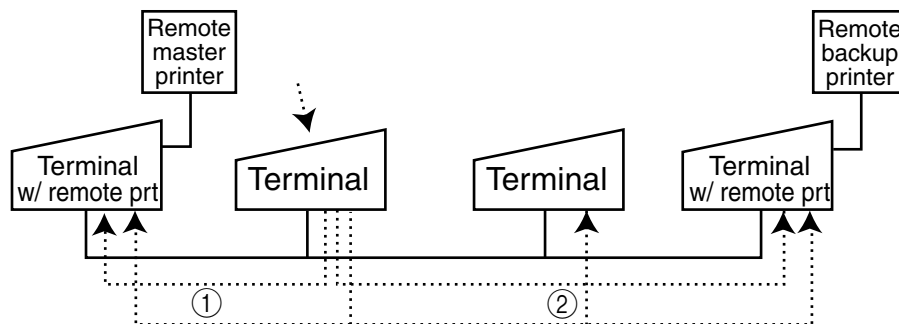 Remote
master
printer
Remote
backup
printer
Terminal
w/ remote prt
Terminal
Terminal
Terminal
w/ remote prt
①
②